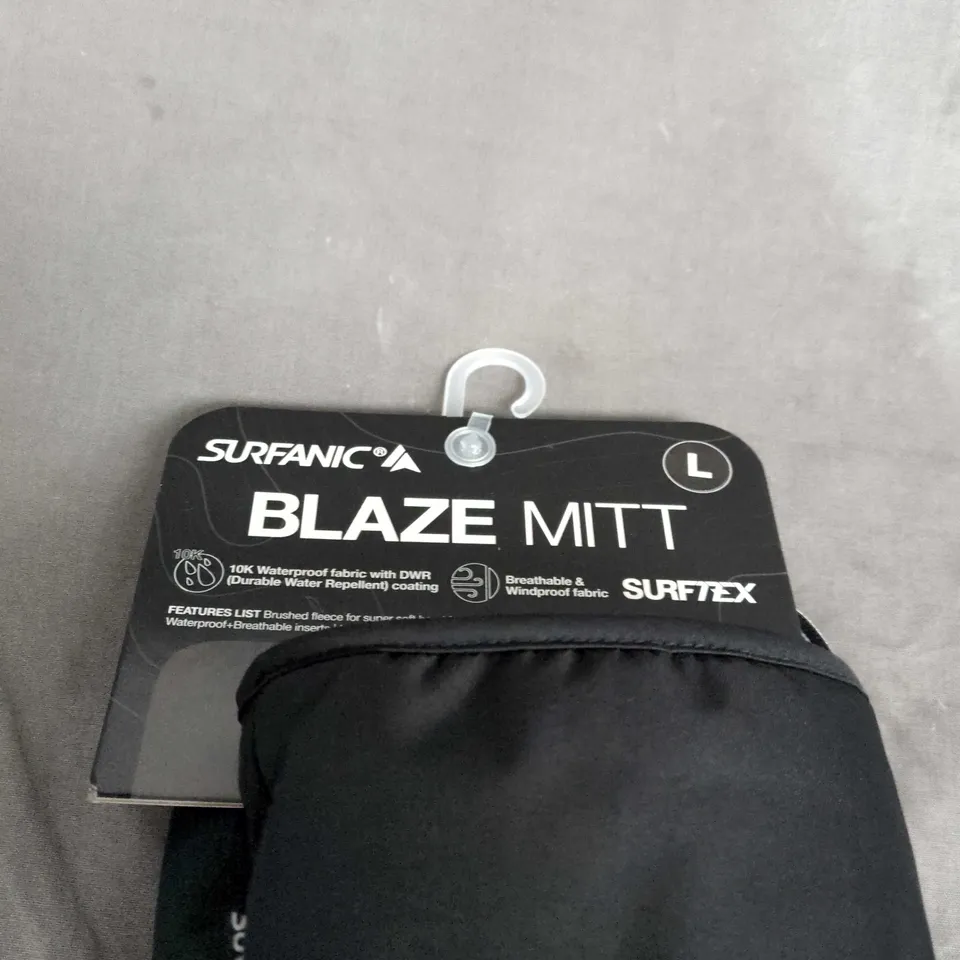 SURFANIC®
L
BLAZE MITT
10K
10K Waterproof fabric with DWR
(Durable Water Repellent) coating
Breathable &
Windproof fabric
SURFTEX
FEATURES LIST Brushed fleece for super soft
Waterproof+Breathable inserts